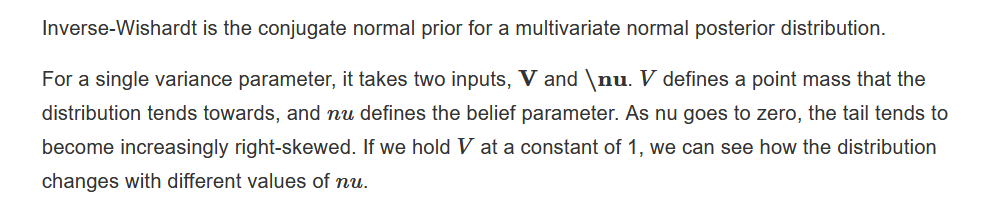 Inverse-Wishardt is the conjugate normal prior for a multivariate normal posterior distribution.
For a single variance parameter, it takes two inputs, V and \nu. V defines a point mass that the
distribution tends towards, and nu defines the belief parameter. As nu goes to zero, the tail tends to
become increasingly right-skewed. If we hold V at a constant of 1, we can see how the distribution
changes with different values of nu.